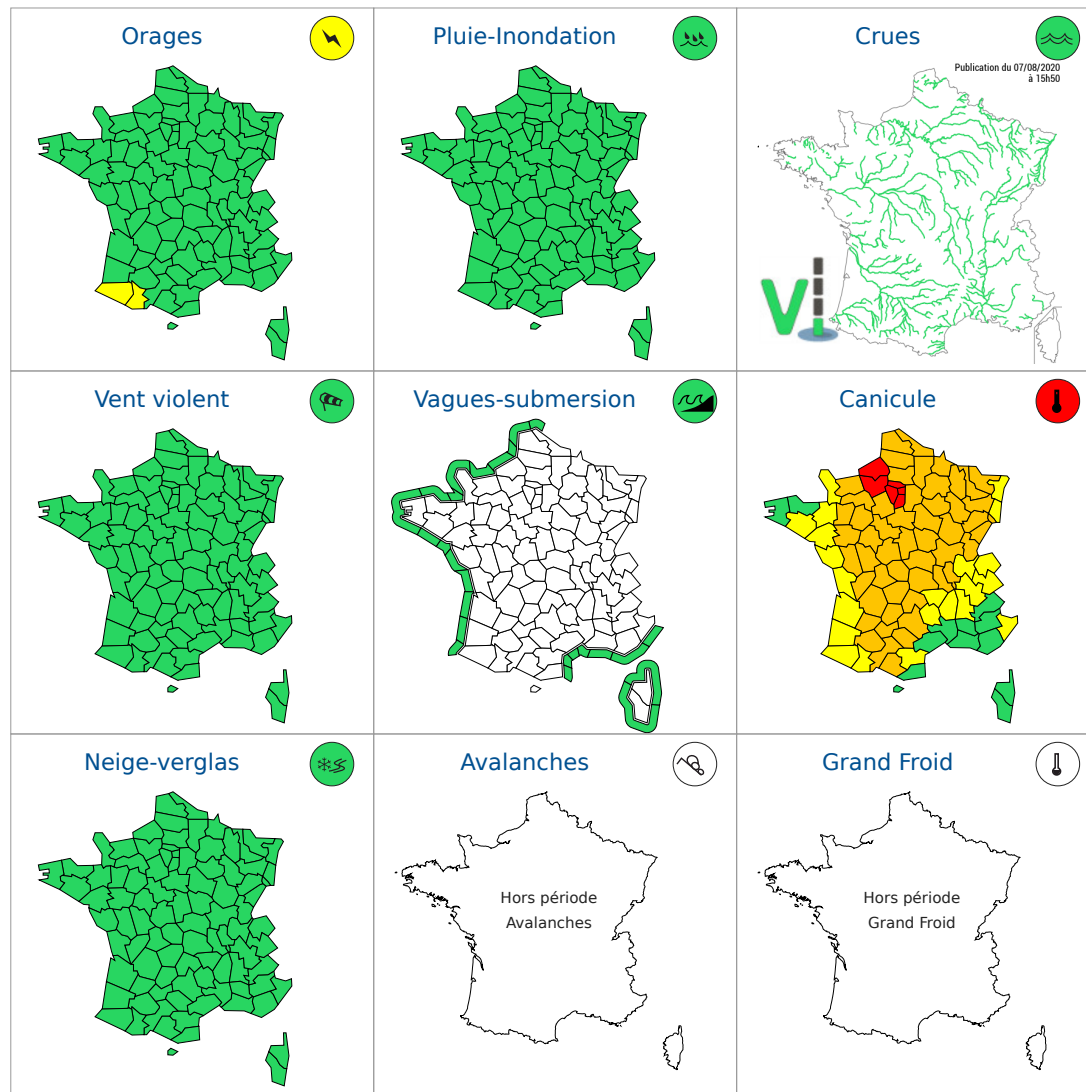 Orages
Pluie-Inondation
Crues
Publication du 07/08/2020
à 15h50
Vent violent
Vagues-submersion
Canicule
Neige-verglas
Avalanches
Grand Froid
Hors période
Avalanches
Hors période
Grand Froid